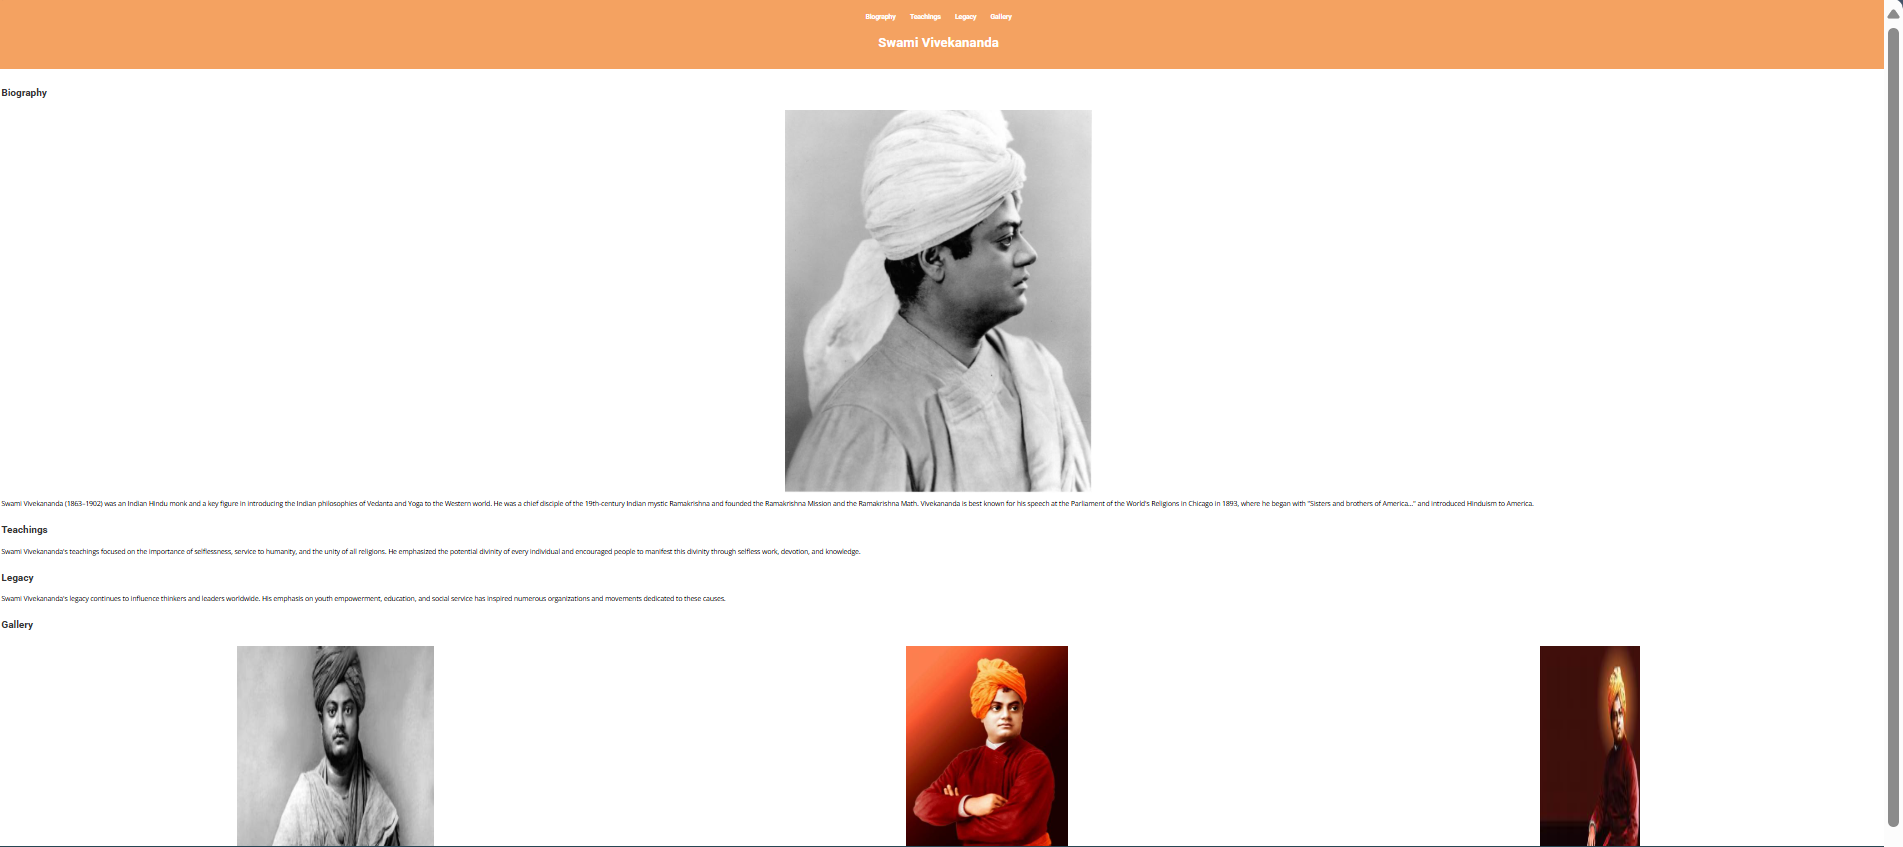 Biography Teachings Legacy Gallery
Swami Vivekananda
Biography
Swami Vivekananda (1863–1902) was an Indian Hindu monk and a key figure in introducing the Indian philosophies of Vedanta and Yoga to the Western world. He was a chief disciple of the 19th-century Indian mystic Ramakrishna and founded the Ramakrishna Mission and the Ramakrishna Math. Vivekananda is best known for his speech at the Parliament of the World's Religions in Chicago in 1893, where he began with "Sisters and brothers of America..." and introduced Hinduism to America.
Teachings
Swami Vivekananda's teachings focused on the importance of selflessness, service to humanity, and the unity of all religions. He emphasized the potential divinity of every individual and encouraged people to manifest this divinity through selfless work, devotion, and knowledge.
Legacy
Swami Vivekananda's legacy continues to influence thinkers and leaders worldwide. His emphasis on youth empowerment, education, and social service has inspired numerous organizations and movements dedicated to these causes.
Gallery